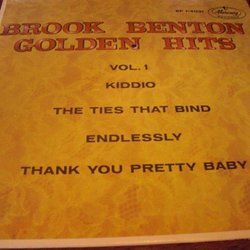 BROOK BENTON
GOLDEN HITS
VOL. 1
KIDDIO
THE TIES THAT BIND
ENDLESSLY
THANK YOU PRETTY BABY